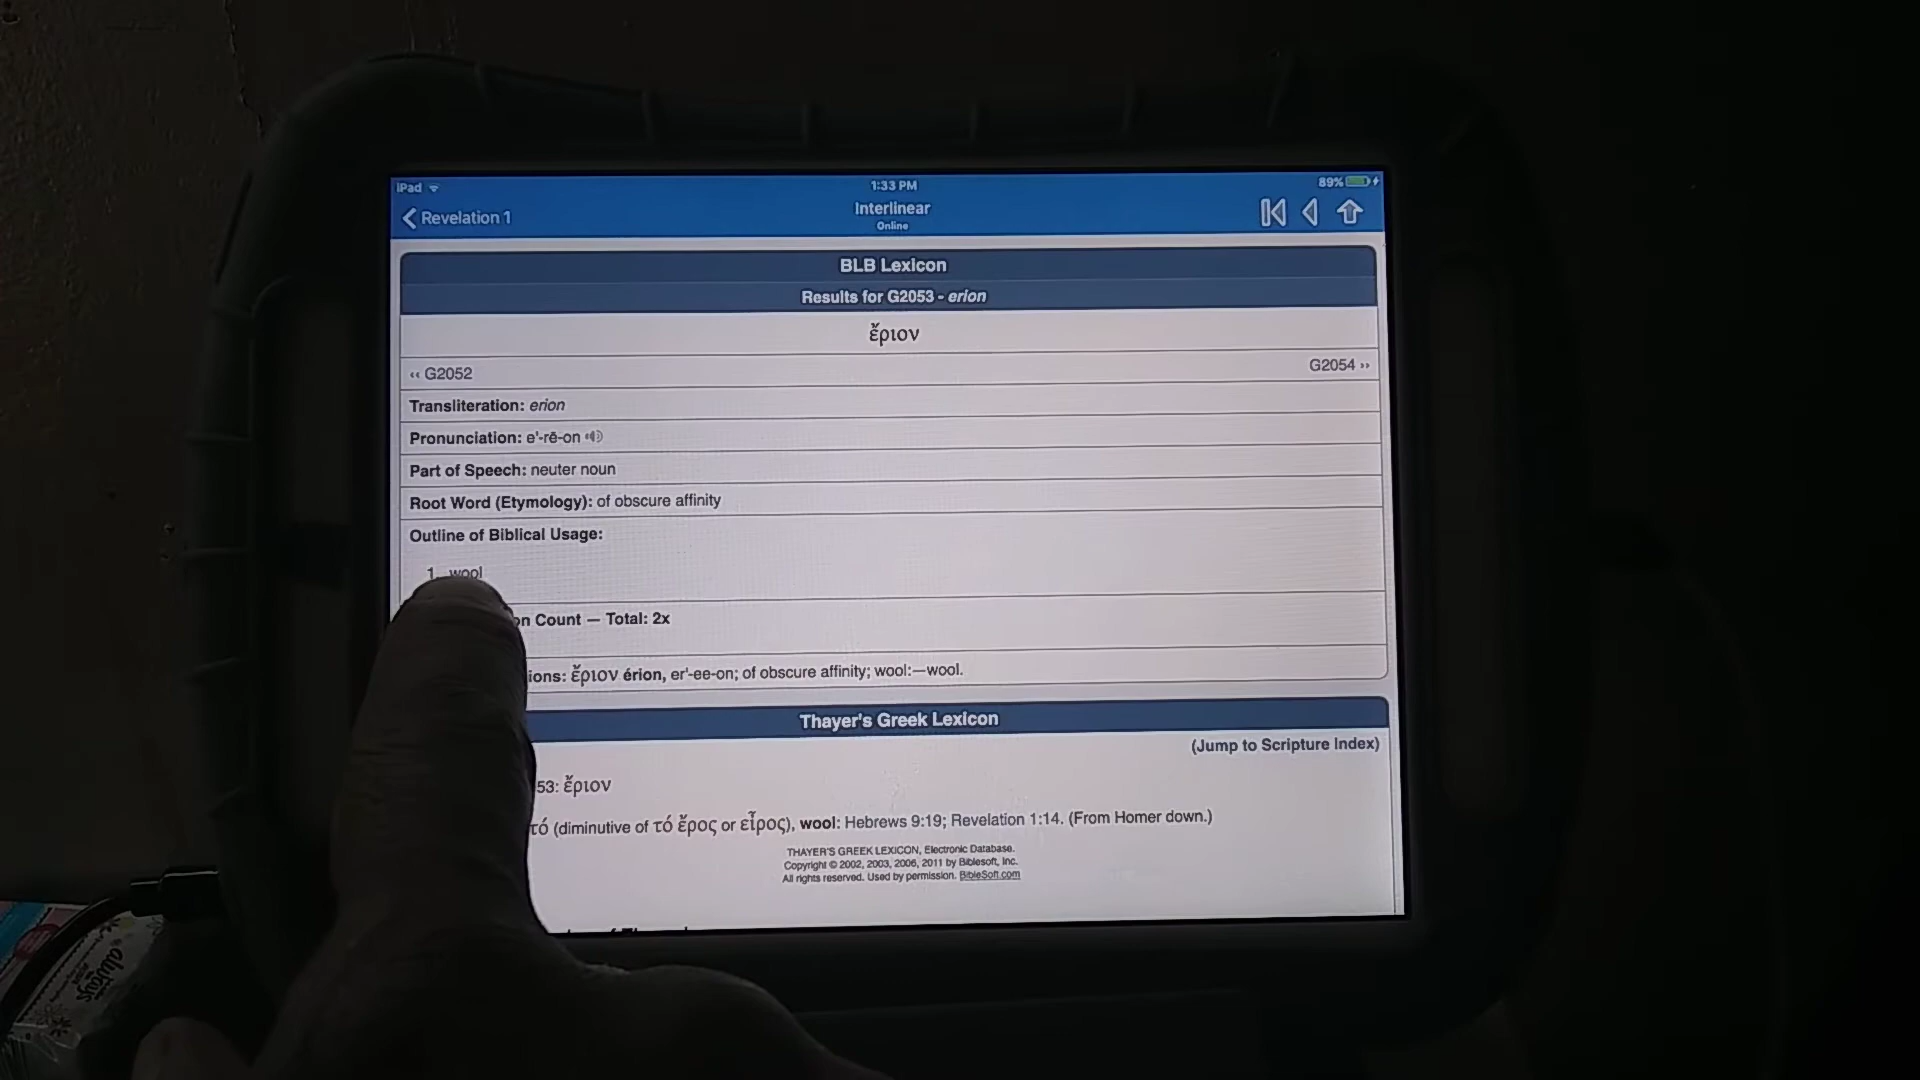 iPad
1:33 PM
89%
Revelation 1
Interlinear
Online
BLB Lexicon
Results for G2053 - erion
ἔριον
‹‹ G2052
G2054 ››
Transliteration: erion
Pronunciation: e'-rē-on
Part of Speech: neuter noun
Root Word (Etymology): of obscure affinity
Outline of Biblical Usage:
1. wool
on Count — Total: 2x
ions: ἔριον érion, er'-ee-on; of obscure affinity; wool:—wool.
Thayer's Greek Lexicon
(Jump to Scripture Index)
53: ἔριον
τό (diminutive of τό ἔρος or εἶρος), wool: Hebrews 9:19; Revelation 1:14. (From Homer down.)
THAYER'S GREEK LEXICON, Electronic Database.
Copyright © 2002, 2003, 2006, 2011 by Biblesoft, Inc.
All rights reserved. Used by permission. BibleSoft.com
always